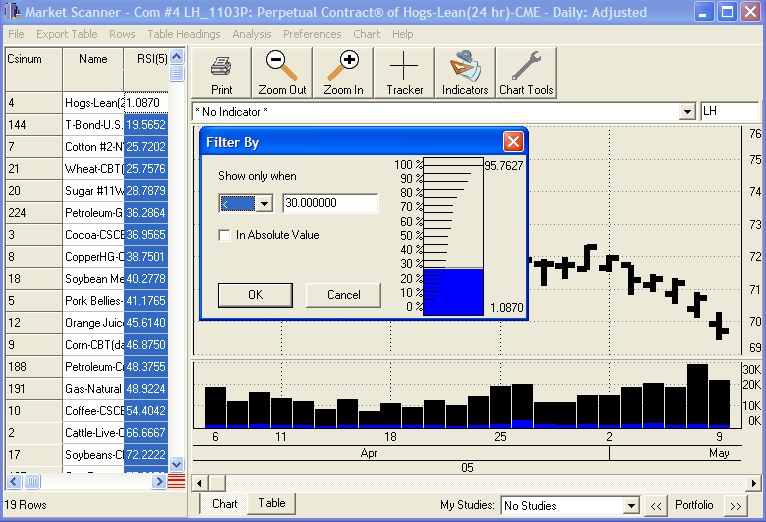 Market Scanner - Com #4 LH_1103P: Perpetual Contract® of Hogs-Lean(24 hr)-CME - Daily: Adjusted
File Export Table Rows Table Headings Analysis Preferences Chart Help
Csinum Name RSI(5)
4 Hogs-Lean(2 1.0870
144 T-Bond-U.S. 19.5652
7 Cotton #2-N 25.7202
21 Wheat-CBT( 25.7576
20 Sugar #11W 28.7879
224 Petroleum-G 36.2864
3 Cocoa-CSCE 36.9565
8 CopperHG-C 38.7501
18 Soybean Me 40.2778
5 Pork Bellies- 41.1765
12 Orange Juic 45.6140
9 Corn-CBT(da 46.8750
188 Petroleum-C 48.3755
191 Gas-Natural 48.9224
10 Coffee-CSCE 54.4042
2 Cattle-Live-C 66.6667
17 Soybeans-C 72.2222
19 Rows
Print Zoom Out Zoom In Tracker Indicators Chart Tools
* No Indicator * LH
Filter By
Show only when
< 30.000000
In Absolute Value
OK Cancel
100 % 95.7627
90 %
80 %
70 %
60 %
50 %
40 %
30 %
20 %
10 %
0 % 1.0870
76
75
74
73
72
71
70
69
30K
20K
10K
0K
6 11 18 25 2 9
Apr May
05
Chart Table My Studies: No Studies << Portfolio >>